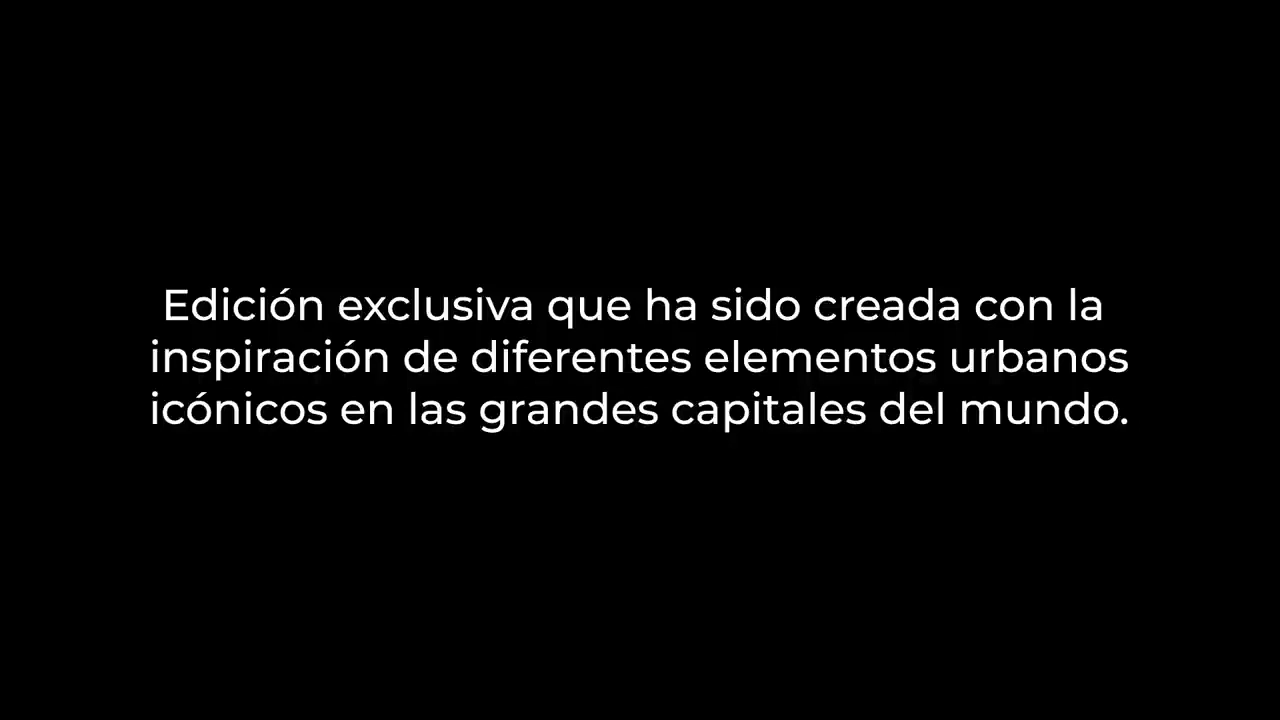 Edición exclusiva que ha sido creada con la
inspiración de diferentes elementos urbanos
icónicos en las grandes capitales del mundo.